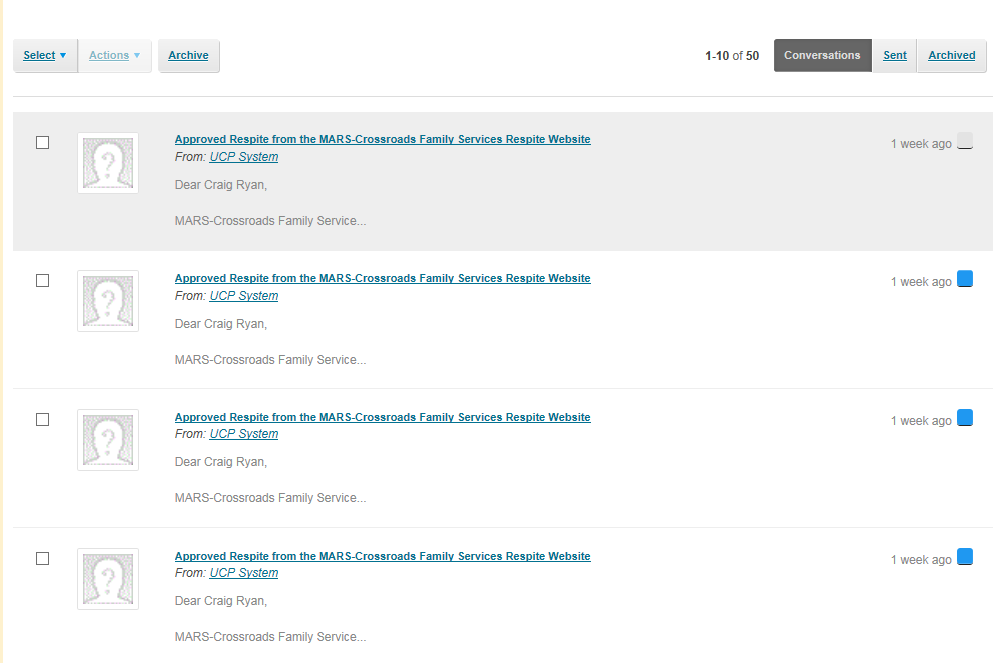 Select ▼ Actions ▼ Archive 1-10 of 50 Conversations Sent Archived
Approved Respite from the MARS-Crossroads Family Services Respite Website 1 week ago
From: UCP System
Dear Craig Ryan,
MARS-Crossroads Family Service...
Approved Respite from the MARS-Crossroads Family Services Respite Website 1 week ago
From: UCP System
Dear Craig Ryan,
MARS-Crossroads Family Service...
Approved Respite from the MARS-Crossroads Family Services Respite Website 1 week ago
From: UCP System
Dear Craig Ryan,
MARS-Crossroads Family Service...
Approved Respite from the MARS-Crossroads Family Services Respite Website 1 week ago
From: UCP System
Dear Craig Ryan,
MARS-Crossroads Family Service...